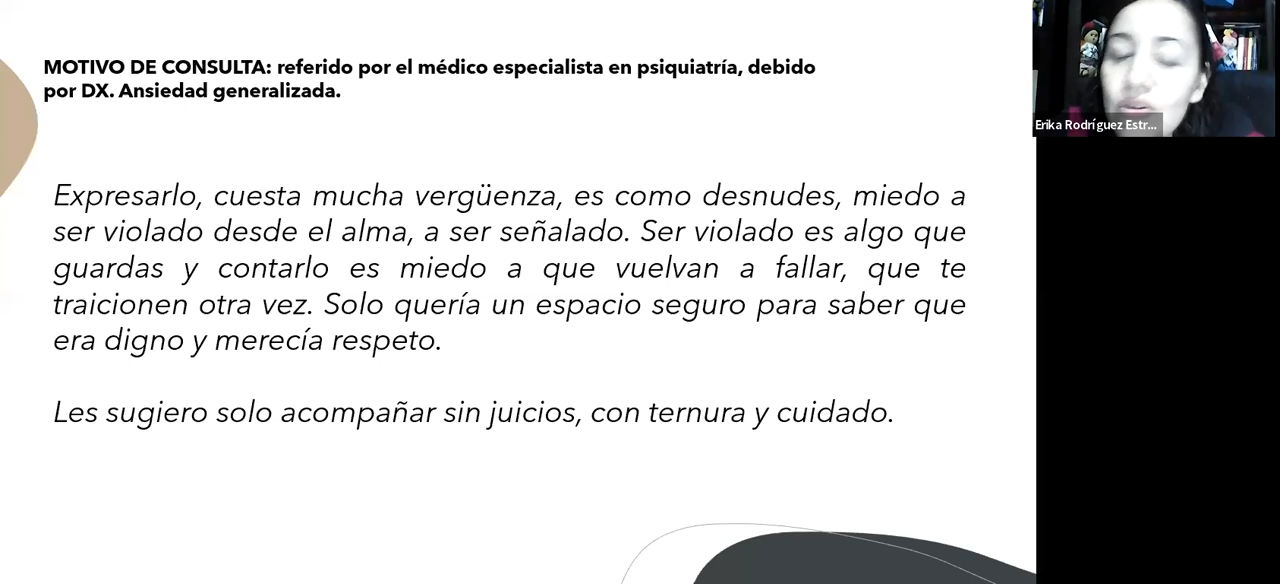 MOTIVO DE CONSULTA: referido por el médico especialista en psiquiatría, debido
por DX. Ansiedad generalizada.
Expresarlo, cuesta mucha vergüenza, es como desnudes, miedo a
ser violado desde el alma, a ser señalado. Ser violado es algo que
guardas y contarlo es miedo a que vuelvan a fallar, que te
traicionen otra vez. Solo quería un espacio seguro para saber que
era digno y merecía respeto.
Les sugiero solo acompañar sin juicios, con ternura y cuidado.
Erika Rodríguez Estr...